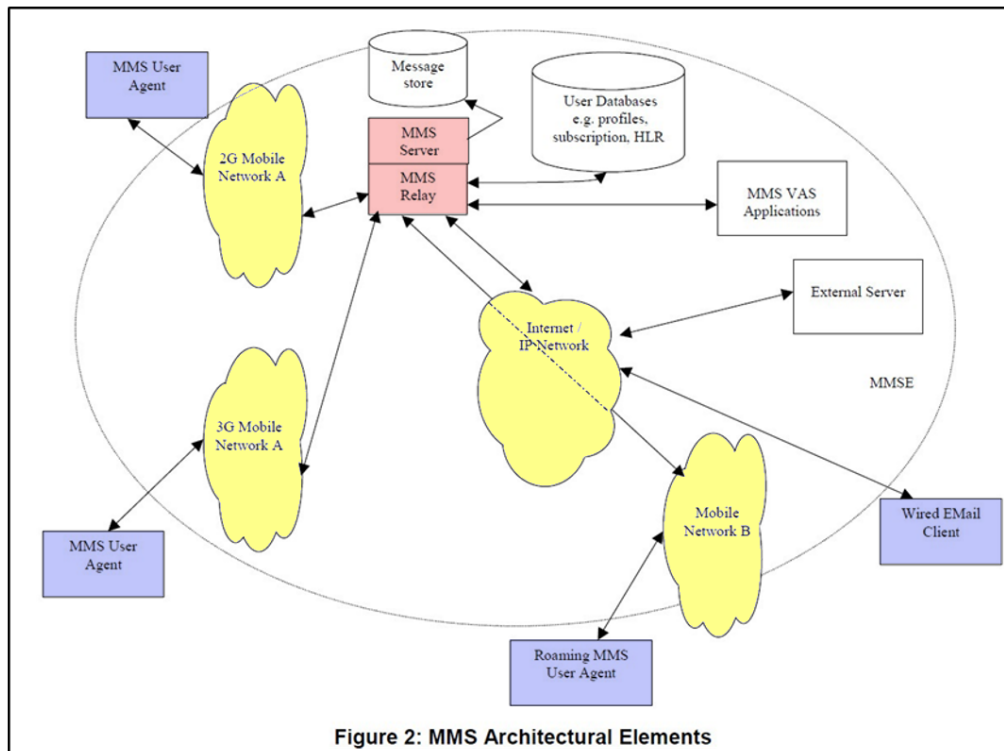 MMS User
Agent
Message
store
User Databases
e.g. profiles,
subscription, HLR
MMS
Server
2G Mobile
Network A
MMS
Relay
MMS VAS
Applications
External Server
Internet /
IP-Network
MMSE
3G Mobile
Network A
Mobile
Network B
Wired EMail
Client
MMS User
Agent
Roaming MMS
User Agent
Figure 2: MMS Architectural Elements